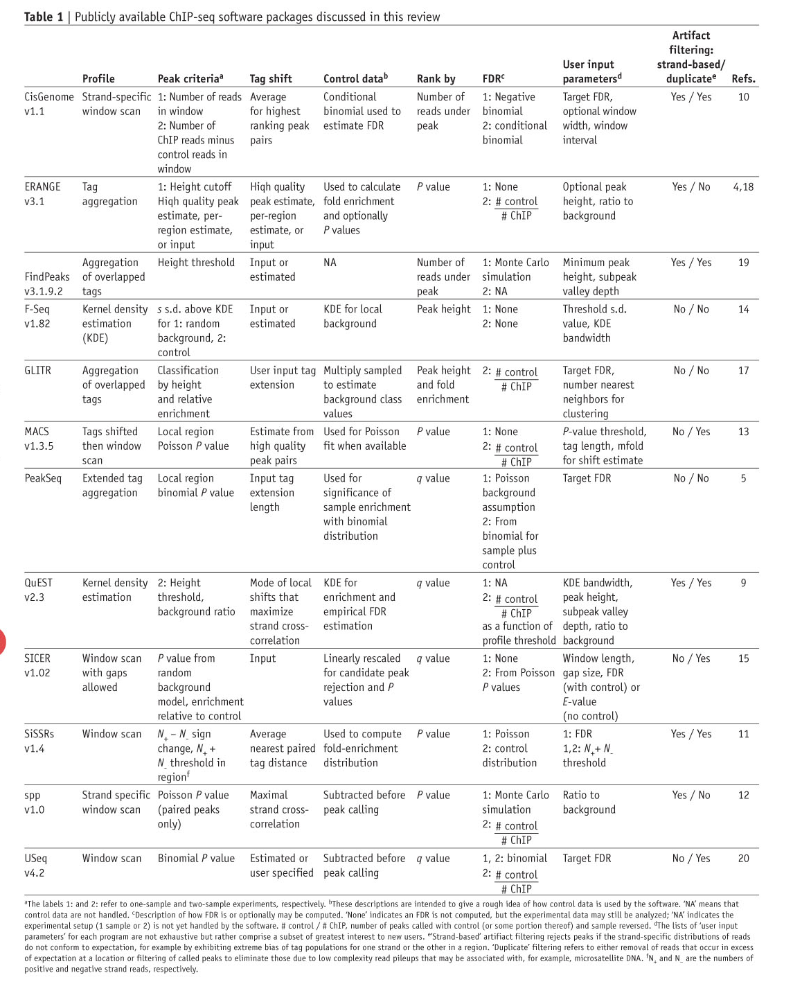 Table 1 | Publicly available ChIP-seq software packages discussed in this review
Profile Peak criteriaᵃ Tag shift Control dataᵇ Rank by FDRᶜ User input parametersᵈ Artifact filtering: strand-based/duplicateᵉ Refs.
CisGenome v1.1
Strand-specific window scan
1: Number of reads in window
2: Number of ChIP reads minus control reads in window
Average for highest ranking peak pairs
Conditional binomial used to estimate FDR
Number of reads under peak
1: Negative binomial
2: conditional binomial
Target FDR, optional window width, window interval
Yes / Yes
10
ERANGE v3.1
Tag aggregation
1: Height cutoff
High quality peak estimate, per-region estimate, or input
High quality peak estimate, per-region estimate, or input
Used to calculate fold enrichment and optionally P values
P value
1: None
2: # control / # ChIP
Optional peak height, ratio to background
Yes / No
4,18
FindPeaks v3.1.9.2
Aggregation of overlapped tags
Height threshold
Input or estimated
NA
Number of reads under peak
1: Monte Carlo simulation
2: NA
Minimum peak height, subpeak valley depth
Yes / Yes
19
F-Seq v1.82
Kernel density estimation (KDE)
s s.d. above KDE for 1: random background, 2: control
Input or estimated
KDE for local background
Peak height
1: None
2: None
Threshold s.d. value, KDE bandwidth
No / No
14
GLITR
Aggregation of overlapped tags
Classification by height and relative enrichment
User input tag extension
Multiply sampled to estimate background class values
Peak height and fold enrichment
2: # control / # ChIP
Target FDR, number nearest neighbors for clustering
No / No
17
MACS v1.3.5
Tags shifted then window scan
Local region Poisson P value
Estimate from high quality peak pairs
Used for Poisson fit when available
P value
1: None
2: # control / # ChIP
P-value threshold, tag length, mfold for shift estimate
No / Yes
13
PeakSeq
Extended tag aggregation
Local region binomial P value
Input tag extension length
Used for significance of sample enrichment with binomial distribution
q value
1: Poisson background assumption
2: From binomial for sample plus control
Target FDR
No / No
5
QuEST v2.3
Kernel density estimation
2: Height threshold, background ratio
Mode of local shifts that maximize strand cross-correlation
KDE for enrichment and empirical FDR estimation
q value
1: NA
2: # control / # ChIP
as a function of profile threshold
KDE bandwidth, peak height, subpeak valley depth, ratio to background
Yes / Yes
9
SICER v1.02
Window scan with gaps allowed
P value from random background model, enrichment relative to control
Input
Linearly rescaled for candidate peak rejection and P values
q value
1: None
2: From Poisson P values
Window length, gap size, FDR (with control) or E-value (no control)
No / Yes
15
SiSSRs v1.4
Window scan
N₊ – N₋ sign change, N₊ + N₋ threshold in regionᶠ
Average nearest paired tag distance
Used to compute fold-enrichment distribution
P value
1: Poisson
2: control distribution
1: FDR
1,2: N₊+ N₋ threshold
Yes / Yes
11
spp v1.0
Strand specific window scan
Poisson P value (paired peaks only)
Maximal strand cross-correlation
Subtracted before peak calling
P value
1: Monte Carlo simulation
2: # control / # ChIP
Ratio to background
Yes / No
12
USeq v4.2
Window scan
Binomial P value
Estimated or user specified
Subtracted before peak calling
q value
1, 2: binomial
2: # control / # ChIP
Target FDR
No / Yes
20
ᵃThe labels 1: and 2: refer to one-sample and two-sample experiments, respectively. ᵇThese descriptions are intended to give a rough idea of how control data is used by the software. ‘NA’ means that
control data are not handled. ᶜDescription of how FDR is or optionally may be computed. ‘None’ indicates an FDR is not computed, but the experimental data may still be analyzed; ‘NA’ indicates the
experimental setup (1 sample or 2) is not yet handled by the software. # control / # ChIP, number of peaks called with control (or some portion thereof) and sample reversed. ᵈThe lists of ‘user input
parameters’ for each program are not exhaustive but rather comprise a subset of greatest interest to new users. ᵉ‘Strand-based’ artifiact filtering rejects peaks if the strand-specific distributions of reads
do not conform to expectation, for example by exhibiting extreme bias of tag populations for one strand or the other in a region. ‘Duplicate’ filtering refers to either removal of reads that occur in excess
of expectation at a location or filtering of called peaks to eliminate those due to low complexity read pileups that may be associated with, for example, microsatellite DNA. ᶠN₊ and N₋ are the numbers of
positive and negative strand reads, respectively.